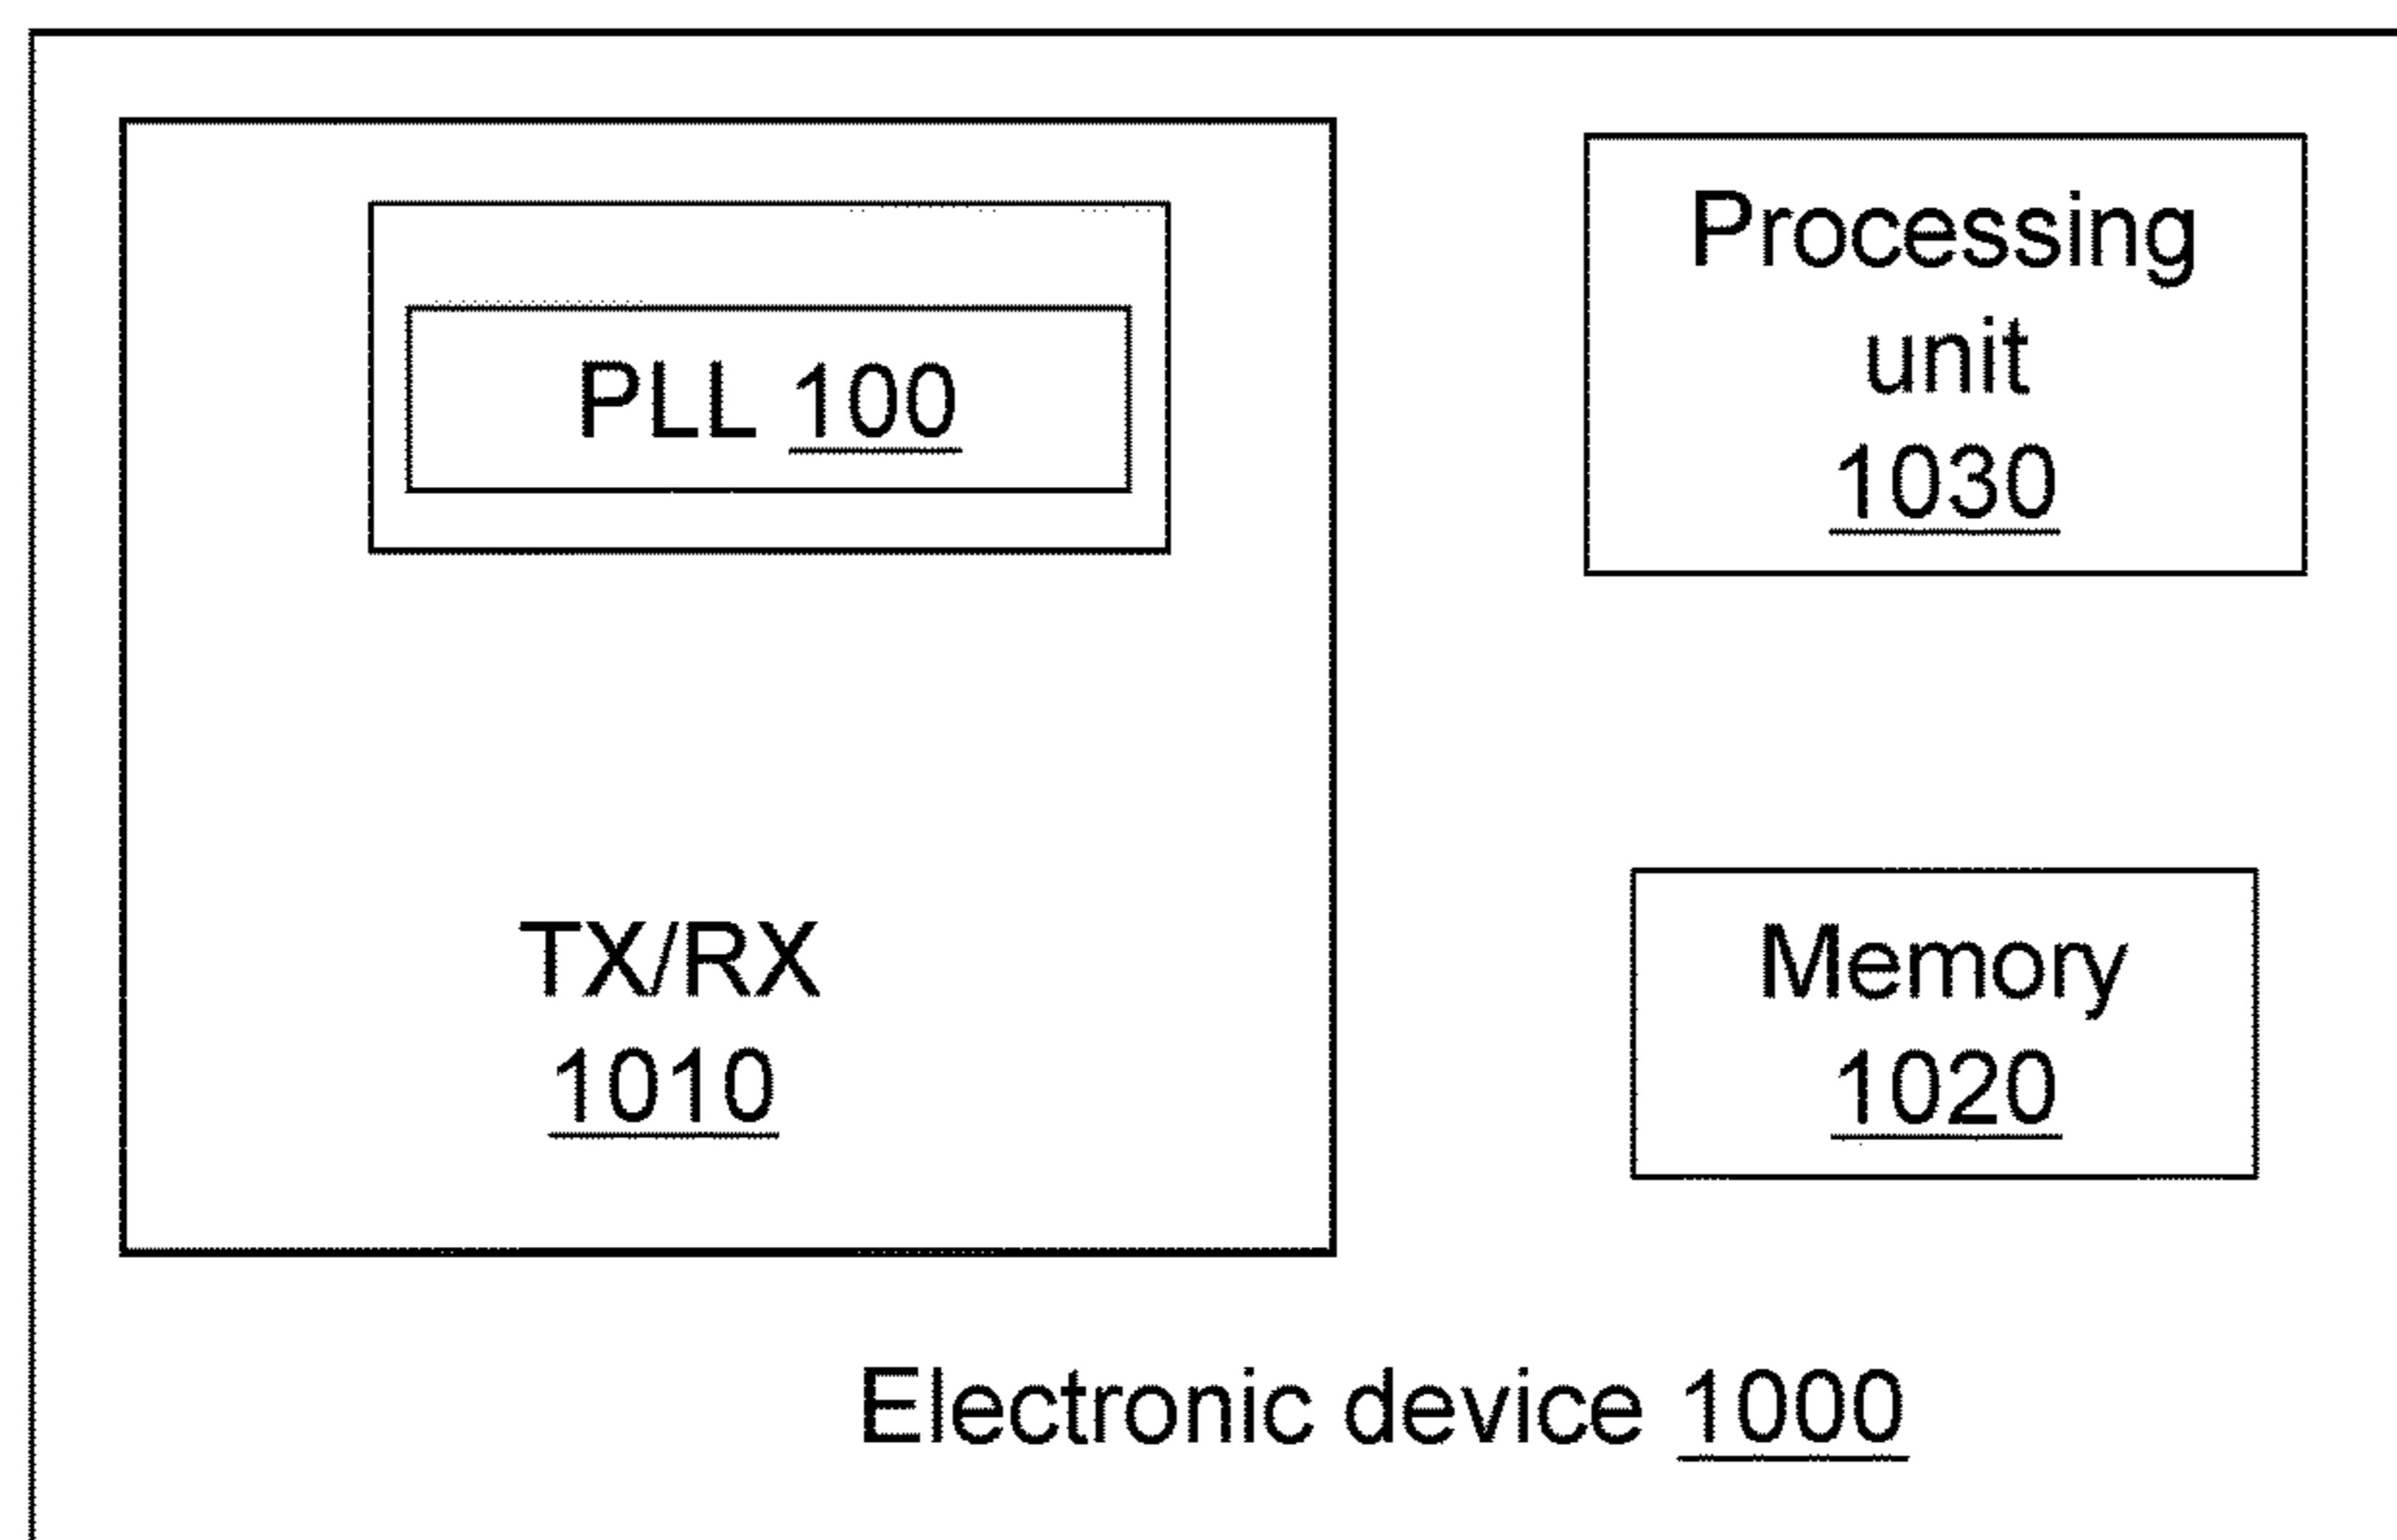 PLL 100
TX/RX
1010
Processing
unit
1030
Memory
1020
Electronic device 1000